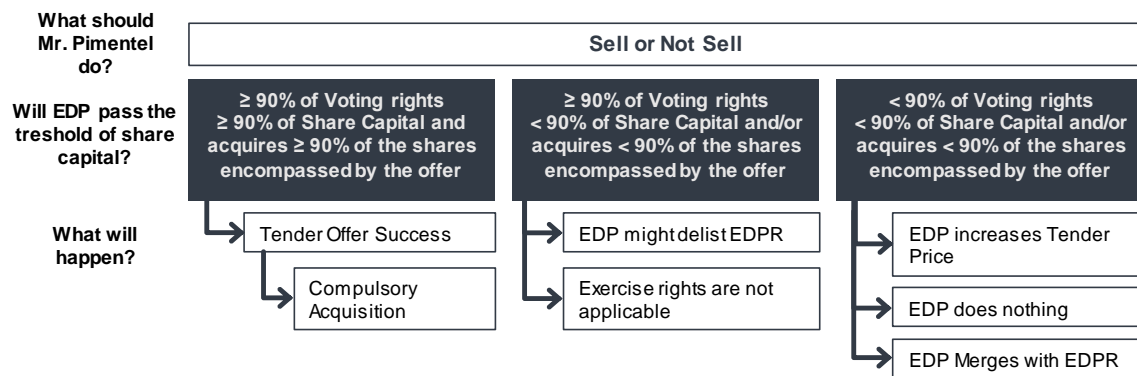 What should
Mr. Pimentel
do?
Sell or Not Sell
Will EDP pass the
treshold of share
capital?
≥ 90% of Voting rights
≥ 90% of Share Capital and
acquires ≥ 90% of the shares
encompassed by the offer
≥ 90% of Voting rights
< 90% of Share Capital and/or
acquires < 90% of the shares
encompassed by the offer
< 90% of Voting rights
< 90% of Share Capital and/or
acquires < 90% of the shares
encompassed by the offer
What will
happen?
Tender Offer Success
Compulsory
Acquisition
EDP might delist EDPR
Exercise rights are not
applicable
EDP increases Tender
Price
EDP does nothing
EDP Merges with EDPR